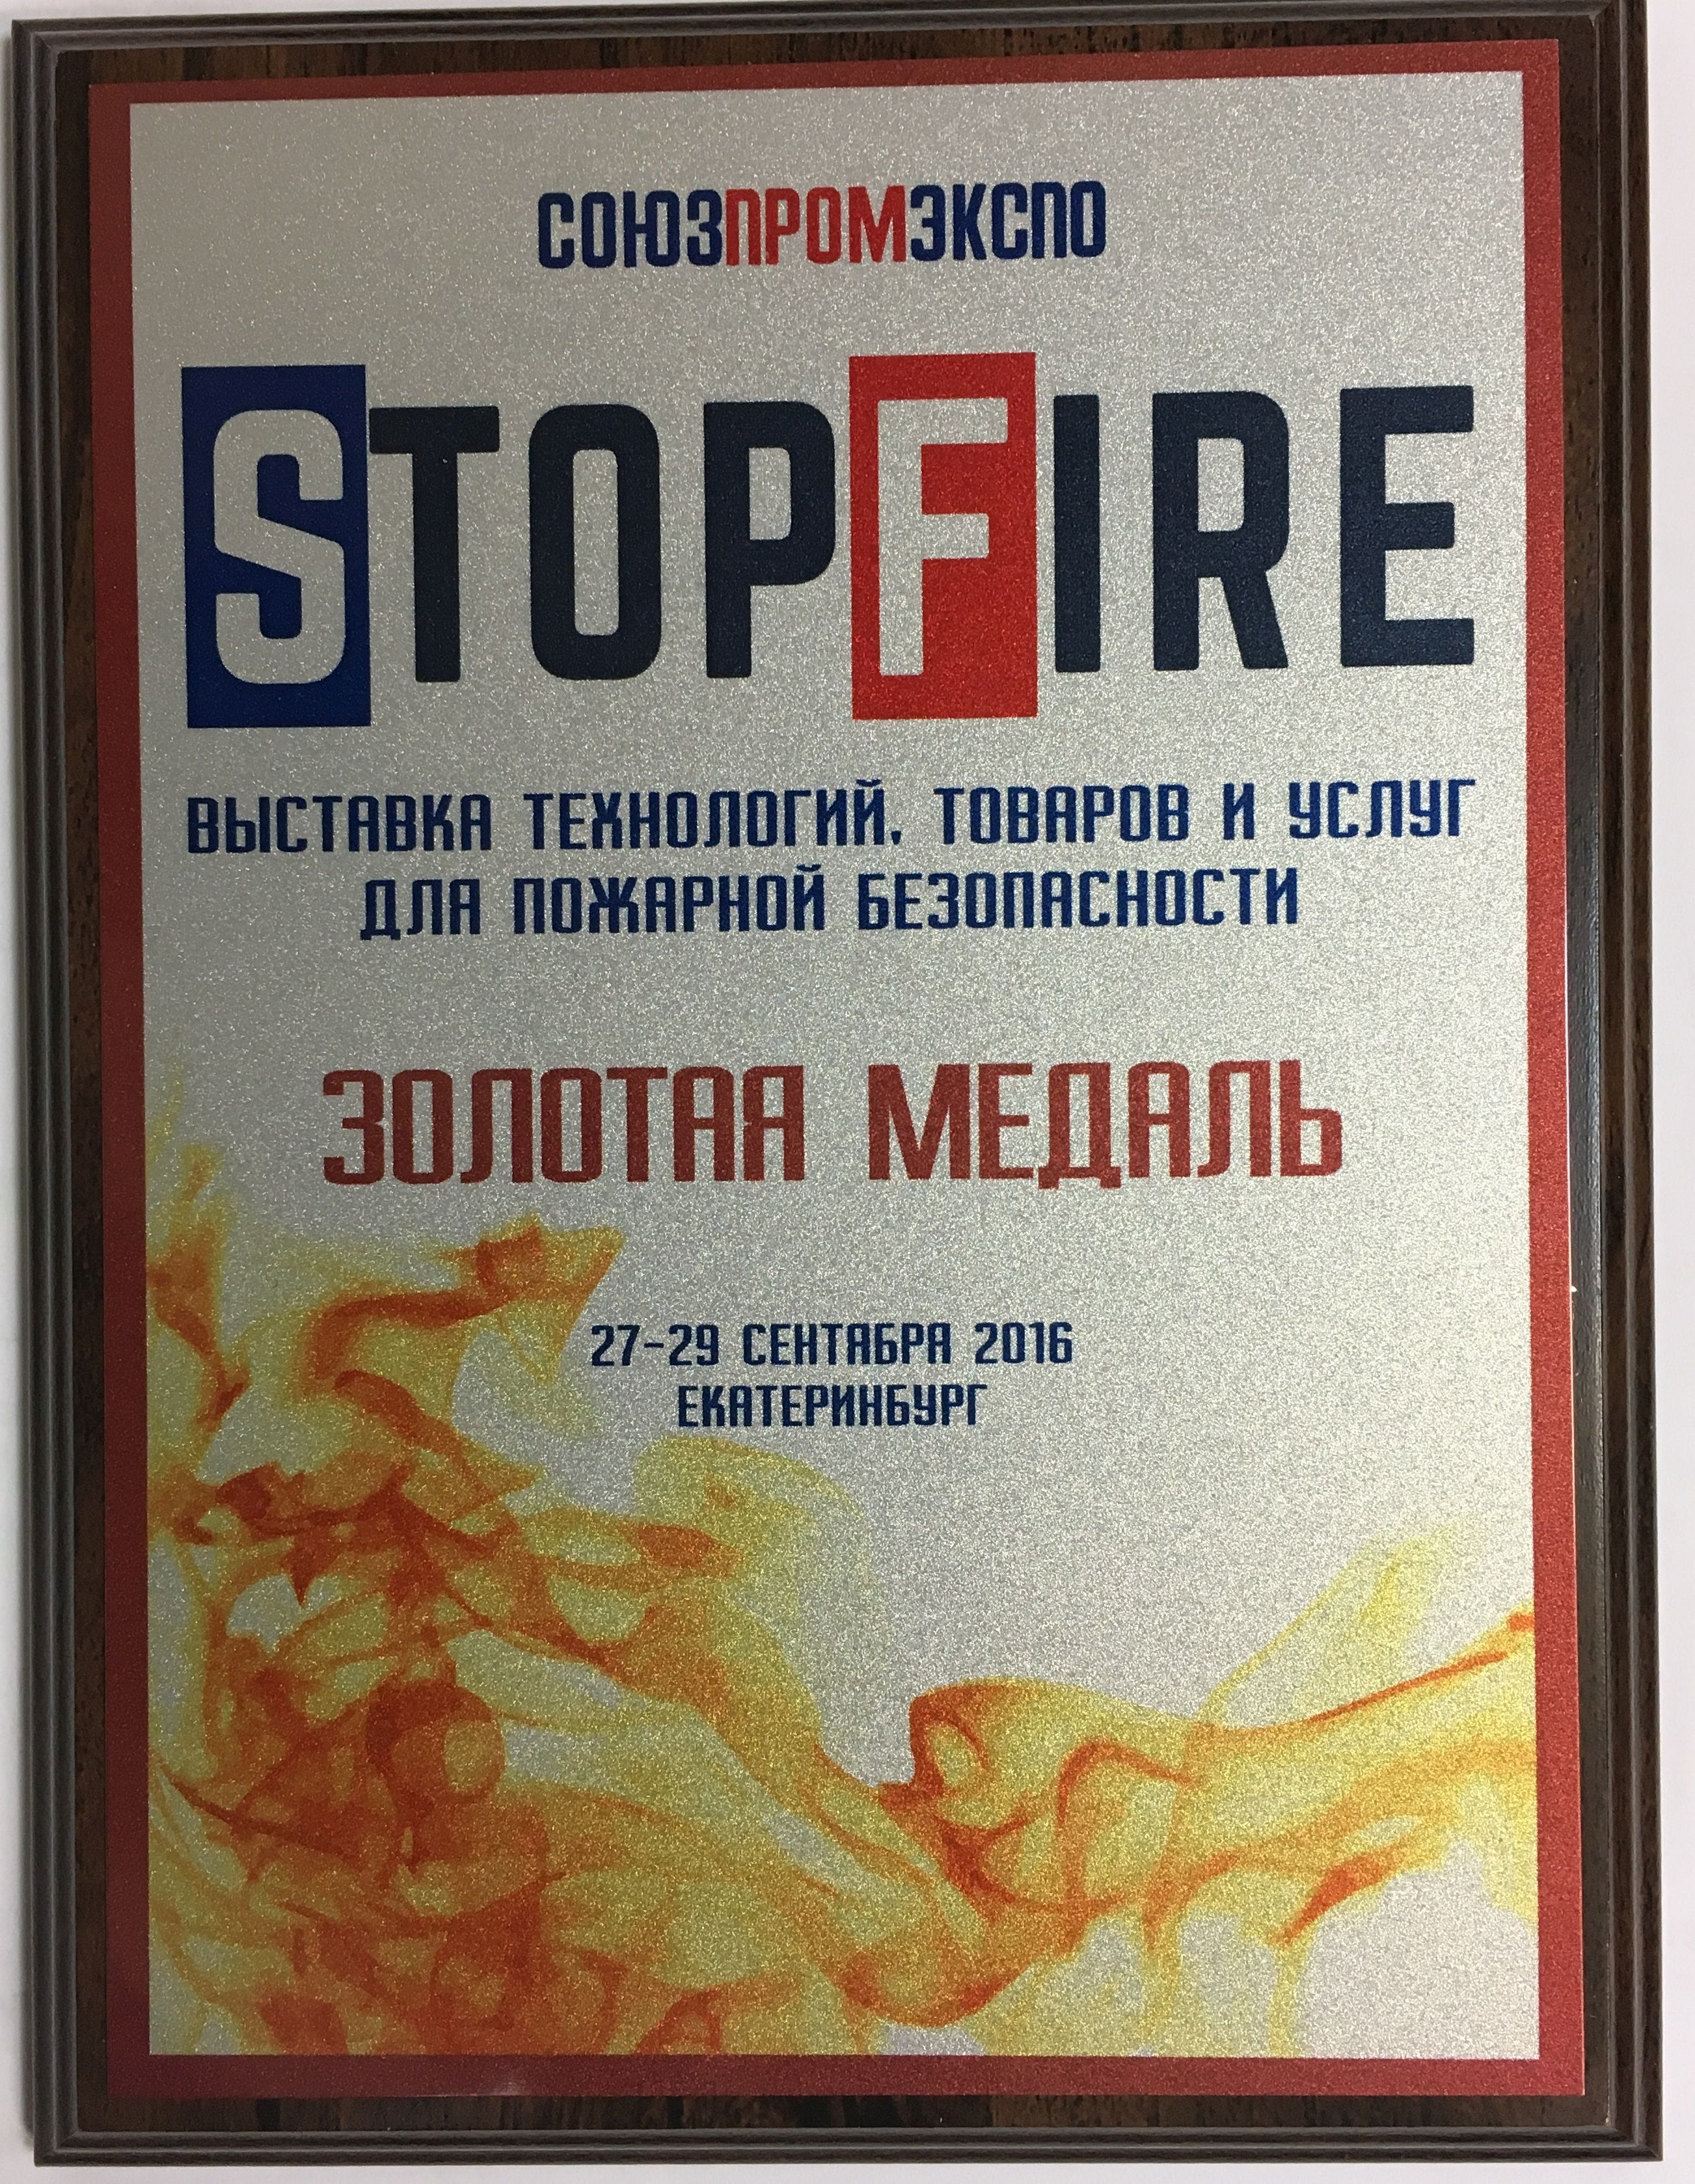 СОЮЗПРОМЭКСПО
STOPFIRE
ВЫСТАВКА ТЕХНОЛОГИЙ, ТОВАРОВ И УСЛУГ
ДЛЯ ПОЖАРНОЙ БЕЗОПАСНОСТИ
ЗОЛОТАЯ МЕДАЛЬ
27-29 СЕНТЯБРЯ 2016
ЕКАТЕРИНБУРГ